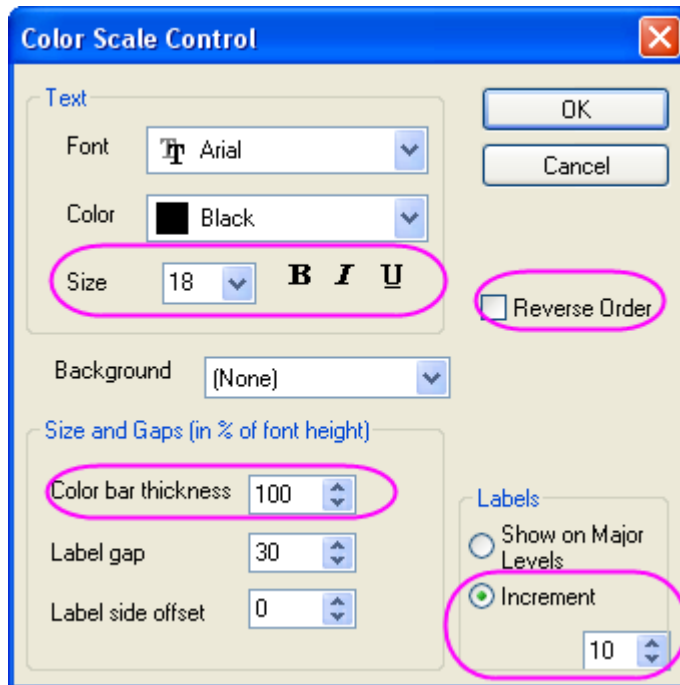 Color Scale Control
Text
Font Arial
OK
Cancel
Color Black
Size 18 B I U
Reverse Order
Background (None)
Size and Gaps (in % of font height)
Color bar thickness 100
Label gap 30
Label side offset 0
Labels
Show on Major
Levels
Increment
10